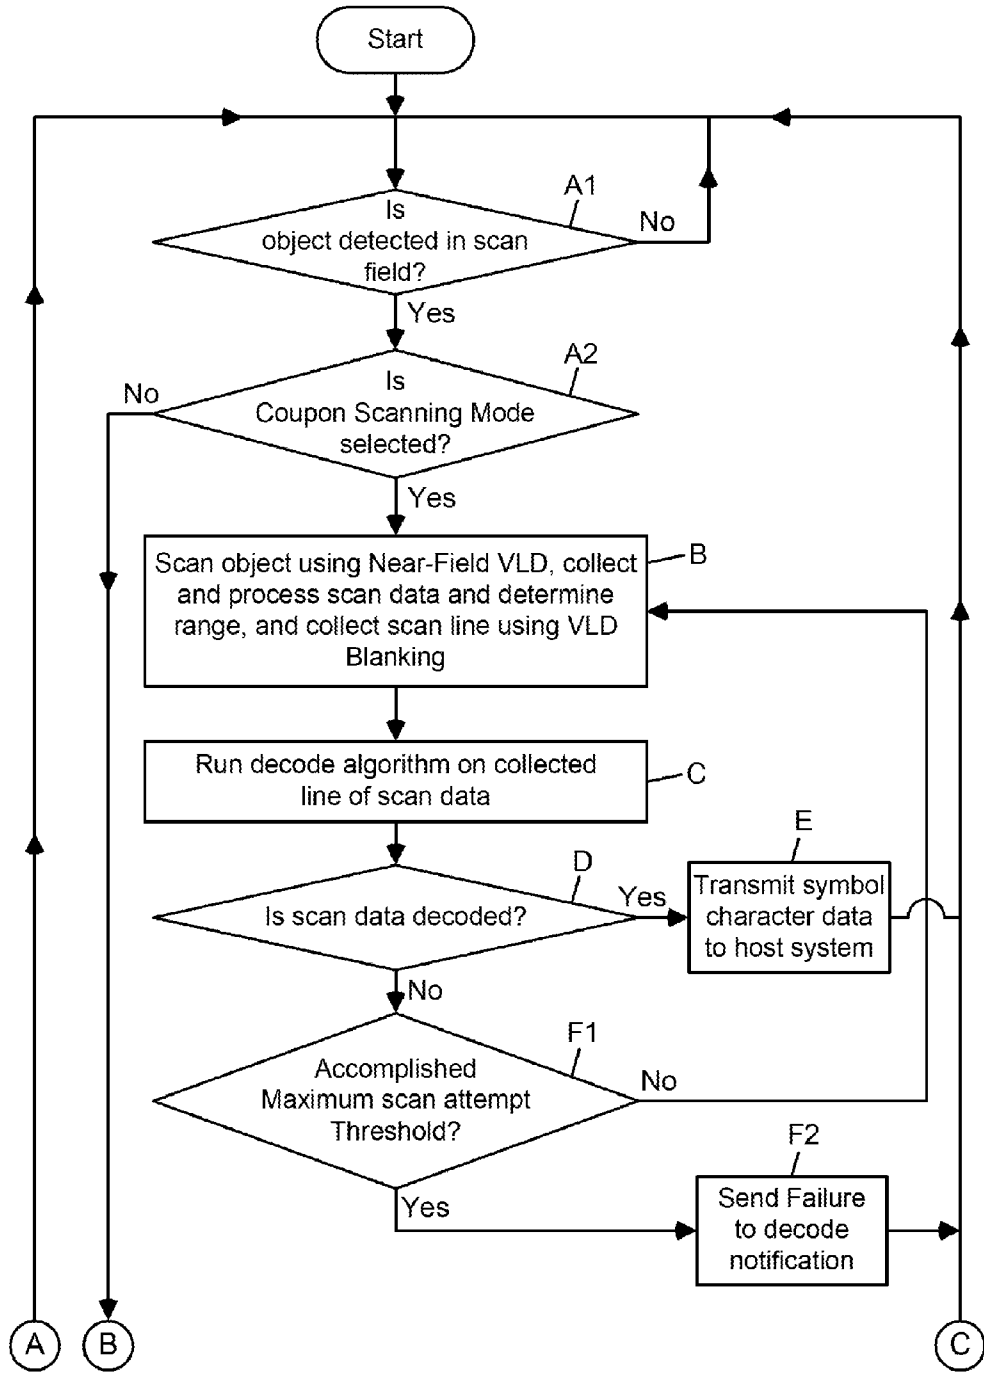 Start
A1
Is
object detected in scan
field?
No
Yes
A2
Is
Coupon Scanning Mode
selected?
No
Yes
B
Scan object using Near-Field VLD, collect
and process scan data and determine
range, and collect scan line using VLD
Blanking
Run decode algorithm on collected
line of scan data
C
D
Is scan data decoded?
Yes
E
Transmit symbol
character data
to host system
No
F1
Accomplished
Maximum scan attempt
Threshold?
No
Yes
F2
Send Failure
to decode
notification
A
B
C